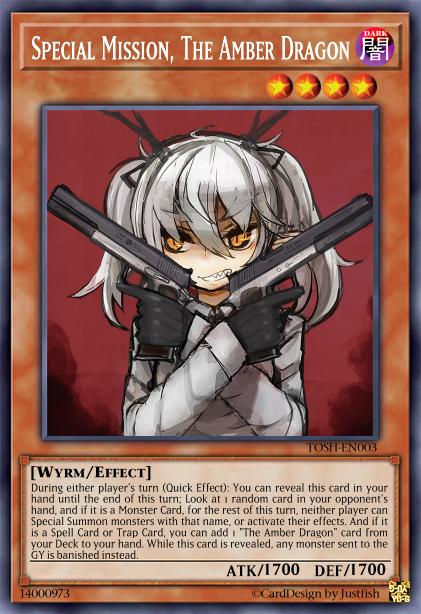 Special Mission, The Amber Dragon
DARK
闇
TOSH-EN003
[Wyrm/Effect]
During either player's turn (Quick Effect): You can reveal this card in your
hand until the end of this turn; Look at 1 random card in your opponent's
hand, and if it is a Monster Card, for the rest of this turn, neither player can
Special Summon monsters with that name, or activate their effects. And if it
is a Spell Card or Trap Card, you can add 1 "The Amber Dragon" card from
your Deck to your hand. While this card is revealed, any monster sent to the
GY is banished instead.
ATK/1700 DEF/1700
14000973
©CardDesign by Justfish